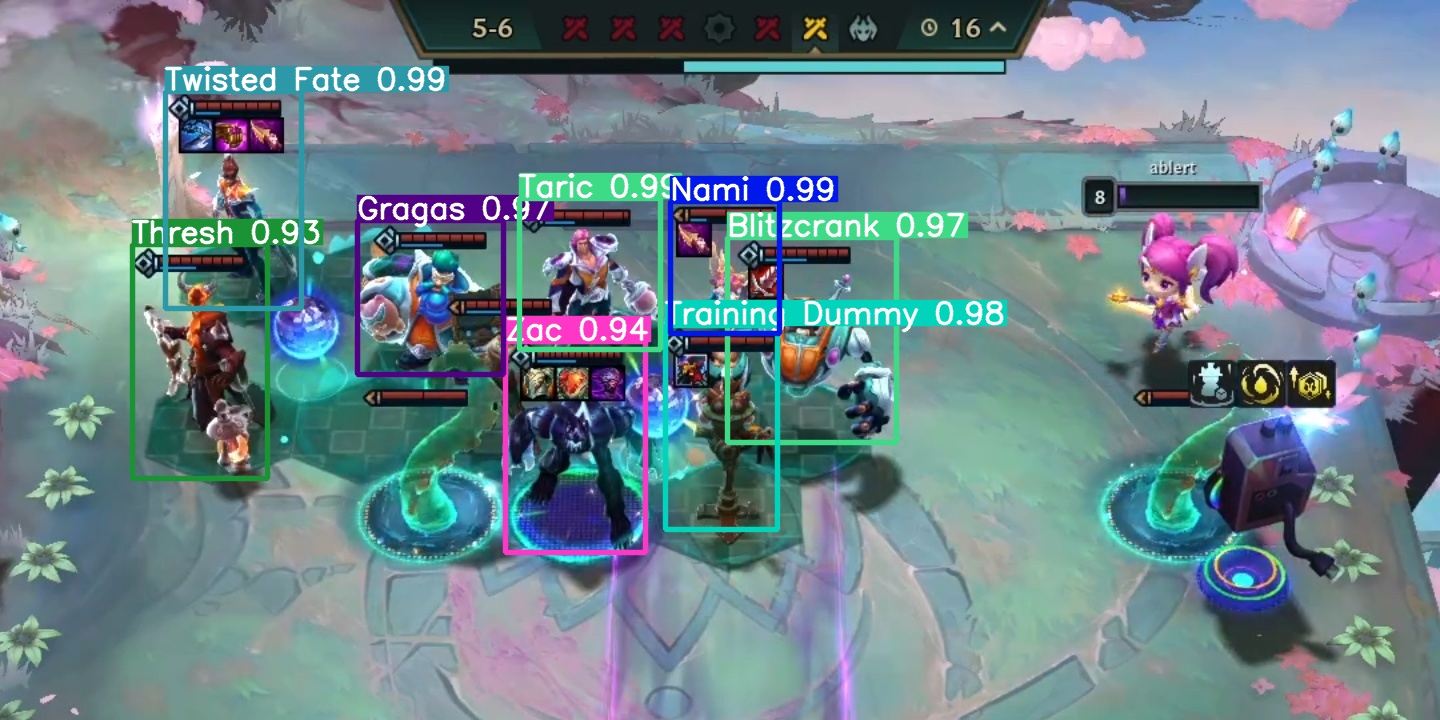 5-6
16
Twisted Fate 0.99
ablert
8
Taric 0.99
Nami 0.99
Gragas 0.97
Blitzcrank 0.97
Thresh 0.93
Training Dummy 0.98
Zac 0.94